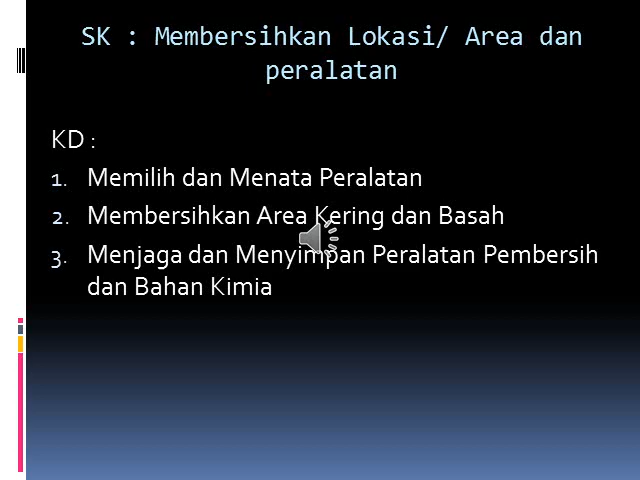 SK : Membersihkan Lokasi/ Area dan
peralatan
KD :
1. Memilih dan Menata Peralatan
2. Membersihkan Area Kering dan Basah
3. Menjaga dan Menyimpan Peralatan Pembersih
dan Bahan Kimia